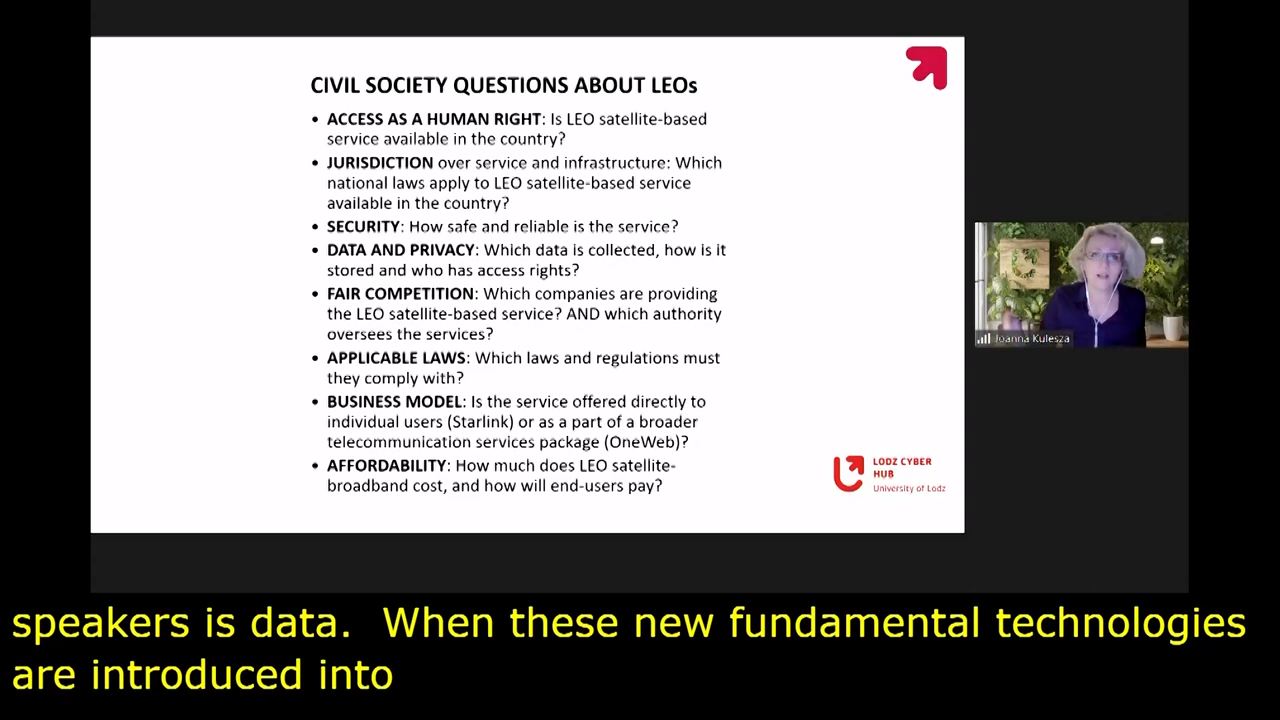 CIVIL SOCIETY QUESTIONS ABOUT LEOs
• ACCESS AS A HUMAN RIGHT: Is LEO satellite-based
service available in the country?
• JURISDICTION over service and infrastructure: Which
national laws apply to LEO satellite-based service
available in the country?
• SECURITY: How safe and reliable is the service?
• DATA AND PRIVACY: Which data is collected, how is it
stored and who has access rights?
• FAIR COMPETITION: Which companies are providing
the LEO satellite-based service? AND which authority
oversees the services?
• APPLICABLE LAWS: Which laws and regulations must
they comply with?
• BUSINESS MODEL: Is the service offered directly to
individual users (Starlink) or as a part of a broader
telecommunication services package (OneWeb)?
• AFFORDABILITY: How much does LEO satellite-
broadband cost, and how will end-users pay?
LODZ CYBER
HUB
University of Lodz
Joanna Kulesza
speakers is data.  When these new fundamental technologies
are introduced into